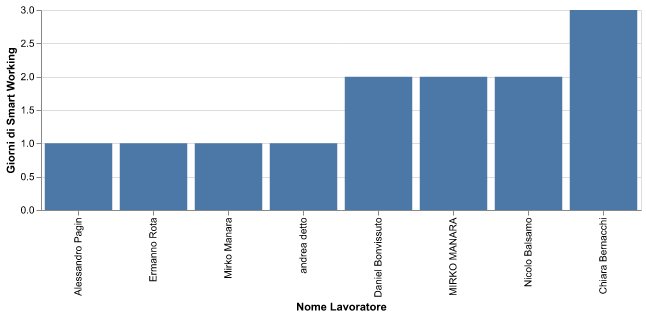 Giorni di Smart Working
3.0
2.5
2.0
1.5
1.0
0.5
0.0
Alessandro Pagin
Ermanno Rota
Mirko Manara
andrea detto
Daniel Bonvissuto
MIRKO MANARA
Nicolo Balsamo
Chiara Bernacchi
Nome Lavoratore